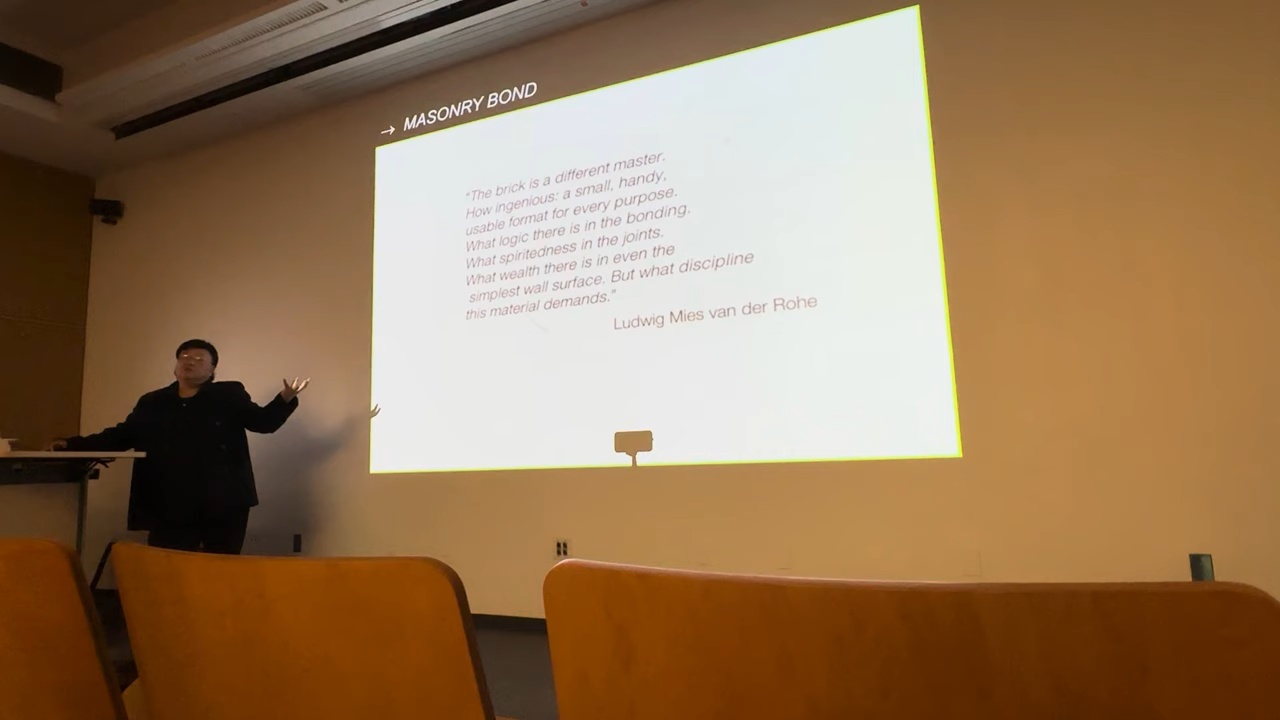 → MASONRY BOND
“The brick is a different master.
How ingenious: a small, handy,
usable format for every purpose.
What logic there is in the bonding.
What spiritedness in the joints.
What wealth there is in even the
simplest wall surface. But what discipline
this material demands.”
Ludwig Mies van der Rohe